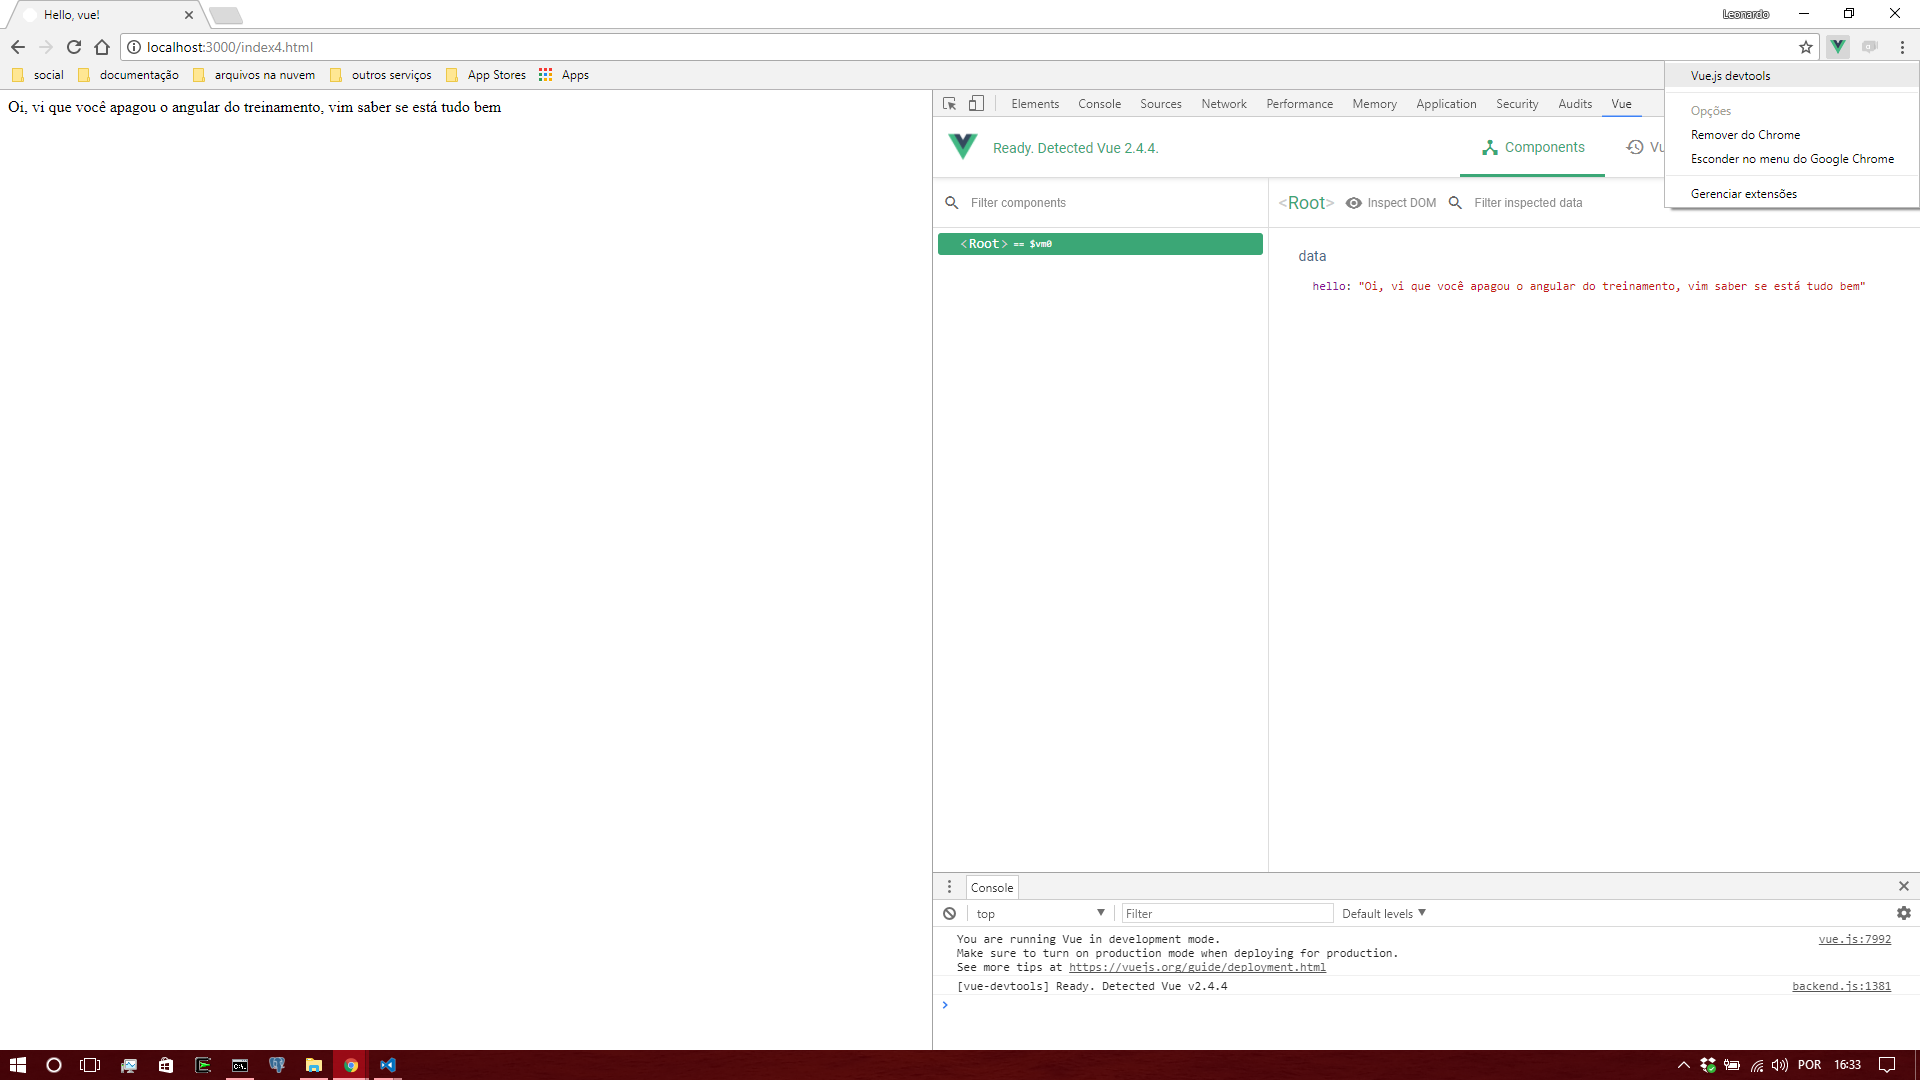 Hello, vue!
Leonardo
localhost:3000/index4.html
social documentação arquivos na nuvem outros serviços App Stores Apps
Vue.js devtools
Opções
Remover do Chrome
Esconder no menu do Google Chrome
Gerenciar extensões
Oi, vi que você apagou o angular do treinamento, vim saber se está tudo bem
Elements Console Sources Network Performance Memory Application Security Audits Vue
Ready. Detected Vue 2.4.4.
Components
Vu
Filter components
<Root> Inspect DOM Filter inspected data
<Root> == $vm0
data
hello: "Oi, vi que você apagou o angular do treinamento, vim saber se está tudo bem"
Console
top Filter Default levels
You are running Vue in development mode. vue.js:7992
Make sure to turn on production mode when deploying for production.
See more tips at https://vuejs.org/guide/deployment.html
[vue-devtools] Ready. Detected Vue v2.4.4 backend.js:1381
>
C:\.
POR 16:33